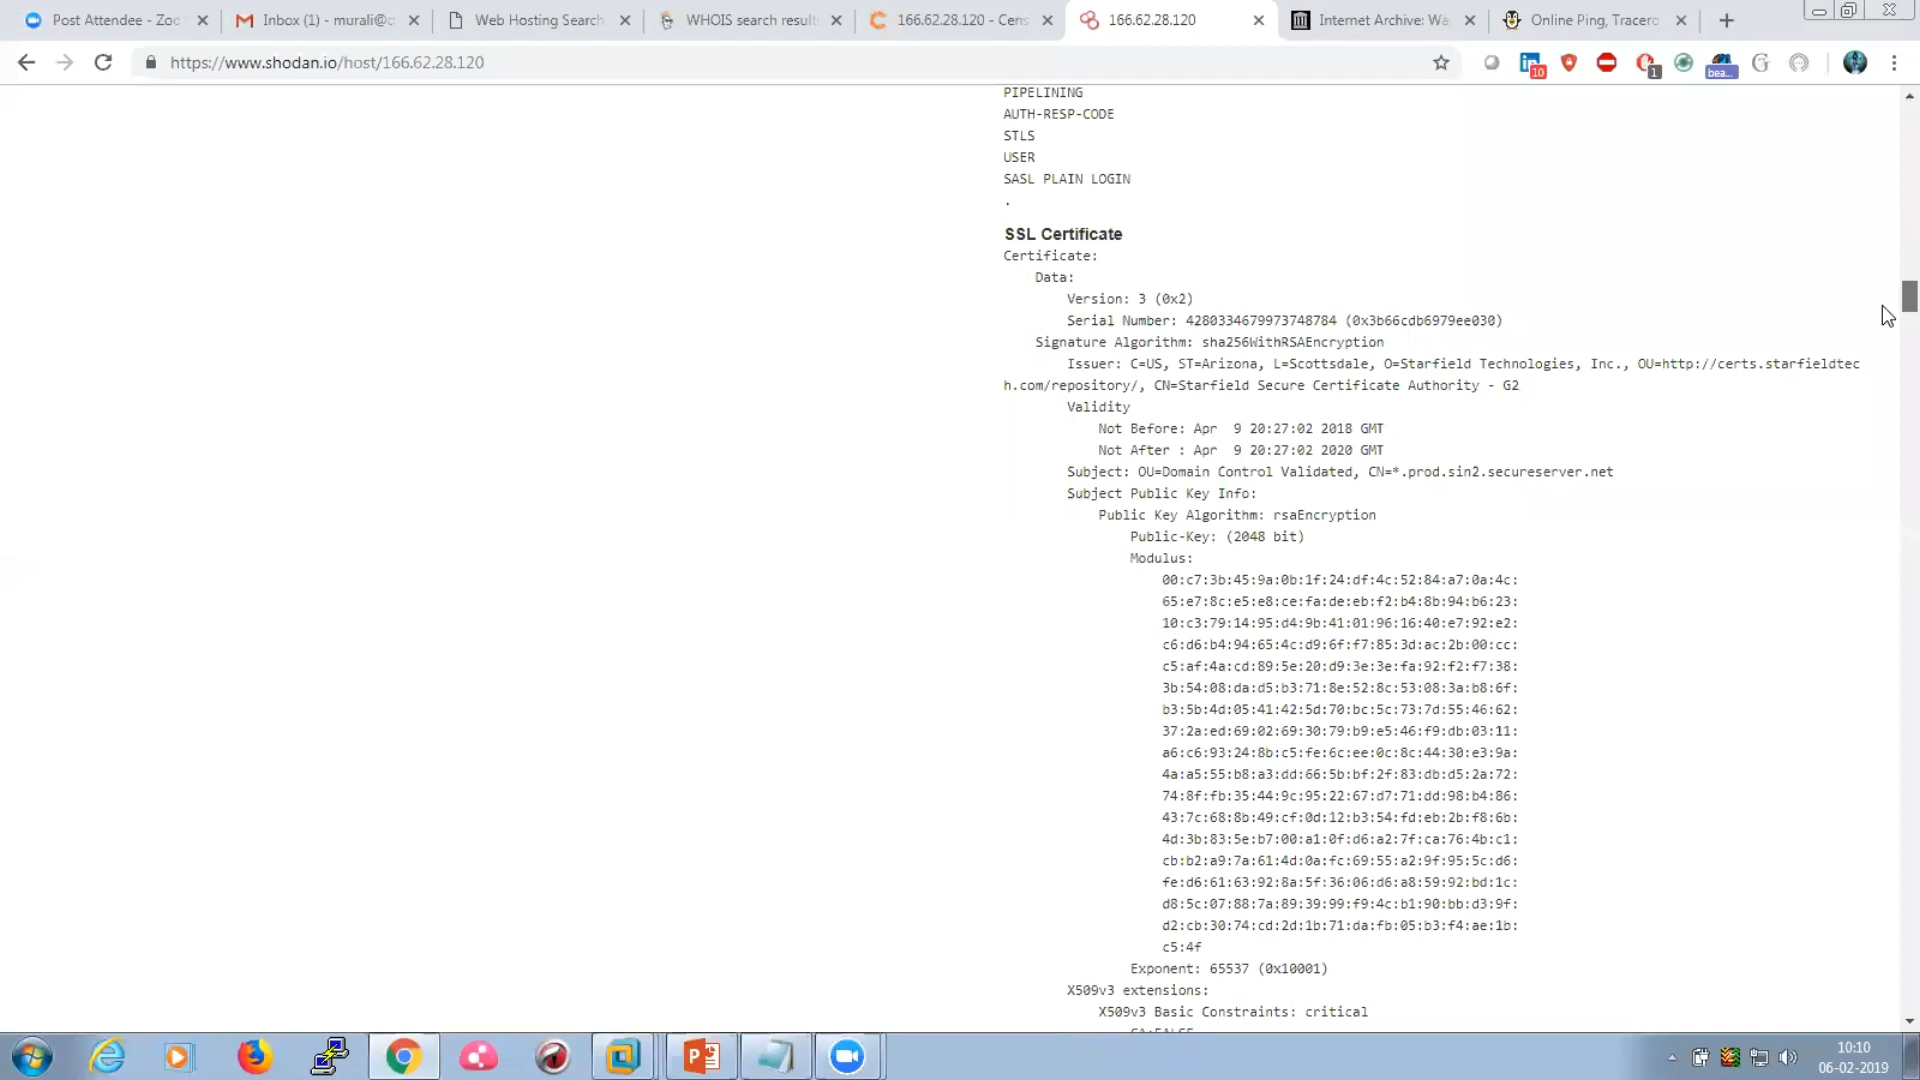 Post Attendee - Zoo
Inbox (1) - murali@c
Web Hosting Search
WHOIS search result
166.62.28.120 - Cens
166.62.28.120
Internet Archive: Wa
Online Ping, Tracero
https://www.shodan.io/host/166.62.28.120
10
1
bea...
PIPELINING
AUTH-RESP-CODE
STLS
USER
SASL PLAIN LOGIN
.
SSL Certificate
Certificate:
Data:
Version: 3 (0x2)
Serial Number: 4280334679973748784 (0x3b66cdb6979ee030)
Signature Algorithm: sha256WithRSAEncryption
Issuer: C=US, ST=Arizona, L=Scottsdale, O=Starfield Technologies, Inc., OU=http://certs.starfieldtec
h.com/repository/, CN=Starfield Secure Certificate Authority - G2
Validity
Not Before: Apr  9 20:27:02 2018 GMT
Not After : Apr  9 20:27:02 2020 GMT
Subject: OU=Domain Control Validated, CN=*.prod.sin2.secureserver.net
Subject Public Key Info:
Public Key Algorithm: rsaEncryption
Public-Key: (2048 bit)
Modulus:
00:c7:3b:45:9a:0b:1f:24:df:4c:52:84:a7:0a:4c:
65:e7:8c:e5:e8:ce:fa:de:eb:f2:b4:8b:94:b6:23:
10:c3:79:14:95:d4:9b:41:01:96:16:40:e7:92:e2:
c6:d6:b4:94:65:4c:d9:6f:f7:85:3d:ac:2b:00:cc:
c5:af:4a:cd:89:5e:20:d9:3e:3e:fa:92:f2:f7:38:
3b:54:08:da:d5:b3:71:8e:52:8c:53:08:3a:b8:6f:
b3:5b:4d:05:41:42:5d:70:bc:5c:73:7d:55:46:62:
37:2a:ed:69:02:69:30:79:b9:e5:46:f9:db:03:11:
a6:c6:93:24:8b:c5:fe:6c:ee:0c:8c:44:30:e3:9a:
4a:a5:55:b8:a3:dd:66:5b:bf:2f:83:db:d5:2a:72:
74:8f:fb:35:44:9c:95:22:67:d7:71:dd:98:b4:86:
43:7c:68:8b:49:cf:0d:12:b3:54:fd:eb:2b:f8:6b:
4d:3b:83:5e:b7:00:a1:0f:d6:a2:7f:ca:76:4b:c1:
cb:b2:a9:7a:61:4d:0a:fc:69:55:a2:9f:95:5c:d6:
fe:d6:61:63:92:8a:5f:36:06:d6:a8:59:92:bd:1c:
d8:5c:07:88:7a:89:39:99:f9:4c:b1:90:bb:d3:9f:
d2:cb:30:74:cd:2d:1b:71:da:fb:05:b3:f4:ae:1b:
c5:4f
Exponent: 65537 (0x10001)
X509v3 extensions:
X509v3 Basic Constraints: critical
CA:FALSE
10:10
06-02-2019